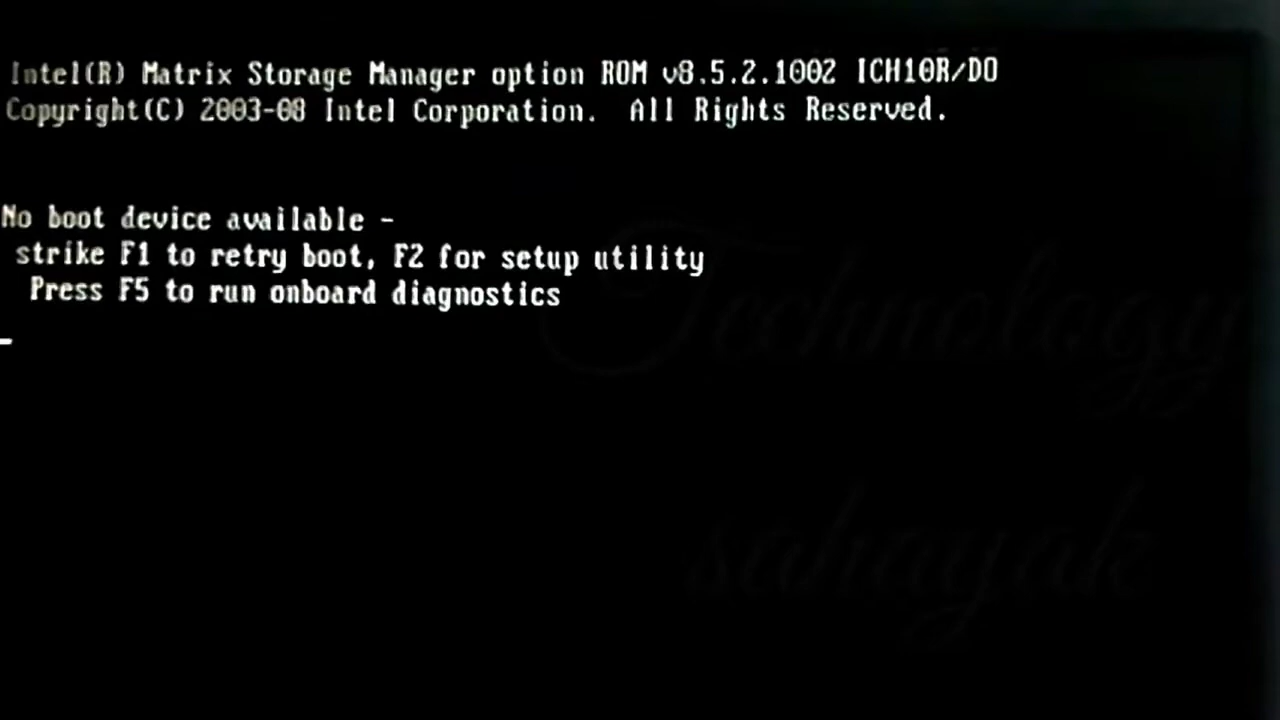 Intel(R) Matrix Storage Manager option ROM v8.5.2.1002 ICH10R/DO
Copyright(C) 2003-08 Intel Corporation. All Rights Reserved.
No boot device available -
strike F1 to retry boot, F2 for setup utility
Press F5 to run onboard diagnostics
Technology
sahayak